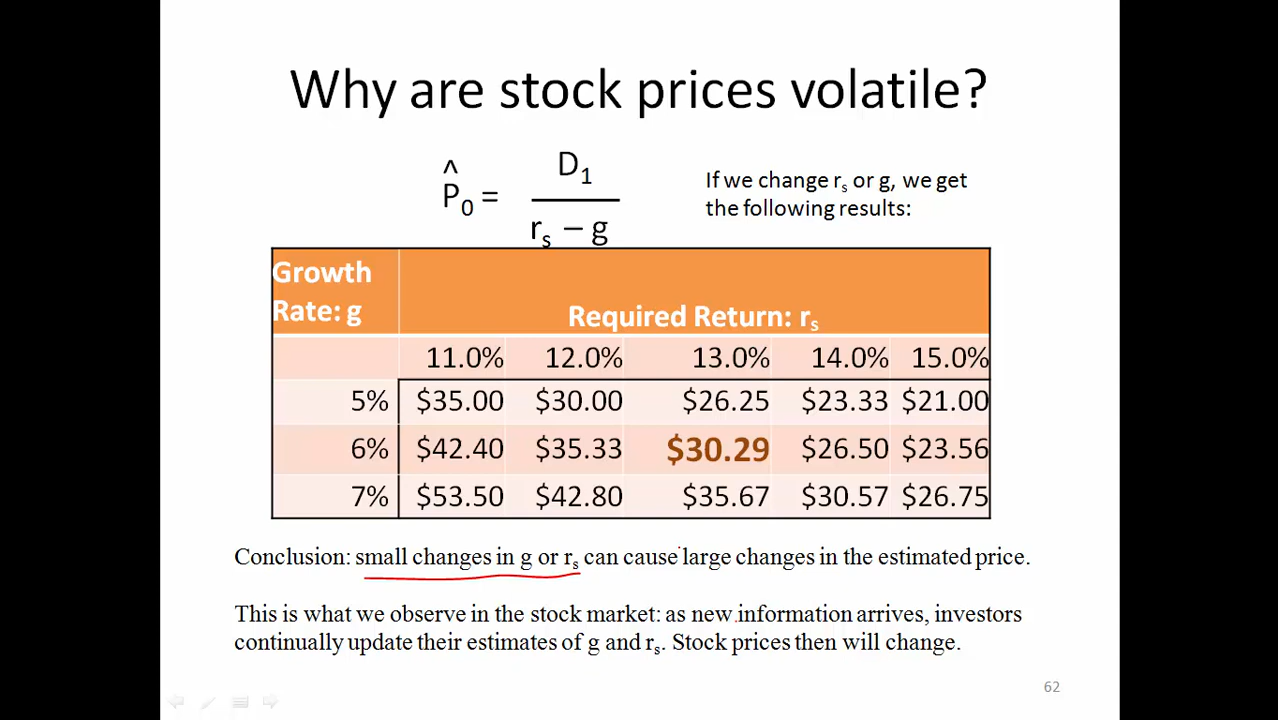 Why are stock prices volatile?
^
P0 =
D1
rs – g
If we change rs or g, we get
the following results:
Growth
Rate: g
Required Return: rs
11.0% 12.0% 13.0% 14.0% 15.0%
5% $35.00 $30.00 $26.25 $23.33 $21.00
6% $42.40 $35.33 $30.29 $26.50 $23.56
7% $53.50 $42.80 $35.67 $30.57 $26.75
Conclusion: small changes in g or rs can cause large changes in the estimated price.
This is what we observe in the stock market: as new information arrives, investors
continually update their estimates of g and rs. Stock prices then will change.
62